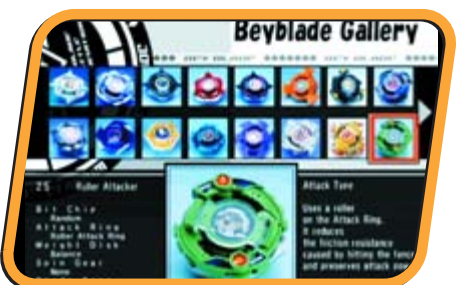 Beyblade Gallery
25 Roller Attacker
Attack Type
Bit Chip
Random
Attack Ring
Roller Attack Ring
Weight Disk
Balance
Spin Gear
None
Uses a roller
on the Attack Ring.
It reduces
the friction resistance
caused by hitting the fence
and preserves attack